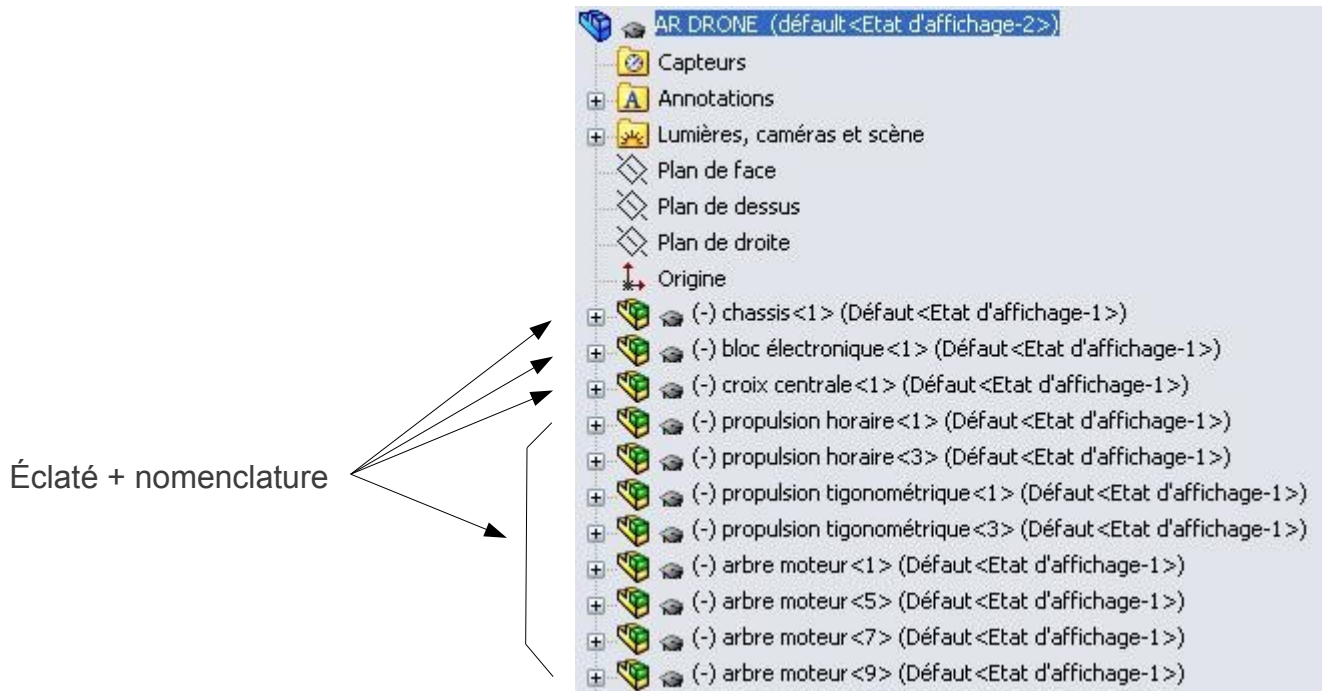 AR DRONE (défault<Etat d'affichage-2>)
Capteurs
Annotations
Lumières, caméras et scène
Plan de face
Plan de dessus
Plan de droite
Origine
(-) chassis<1> (Défaut<Etat d'affichage-1>)
(-) bloc électronique<1> (Défaut<Etat d'affichage-1>)
(-) croix centrale<1> (Défaut<Etat d'affichage-1>)
(-) propulsion horaire<1> (Défaut<Etat d'affichage-1>)
(-) propulsion horaire<3> (Défaut<Etat d'affichage-1>)
(-) propulsion tigonométrique<1> (Défaut<Etat d'affichage-1>)
(-) propulsion tigonométrique<3> (Défaut<Etat d'affichage-1>)
(-) arbre moteur<1> (Défaut<Etat d'affichage-1>)
(-) arbre moteur<5> (Défaut<Etat d'affichage-1>)
(-) arbre moteur<7> (Défaut<Etat d'affichage-1>)
(-) arbre moteur<9> (Défaut<Etat d'affichage-1>)
Éclaté + nomenclature